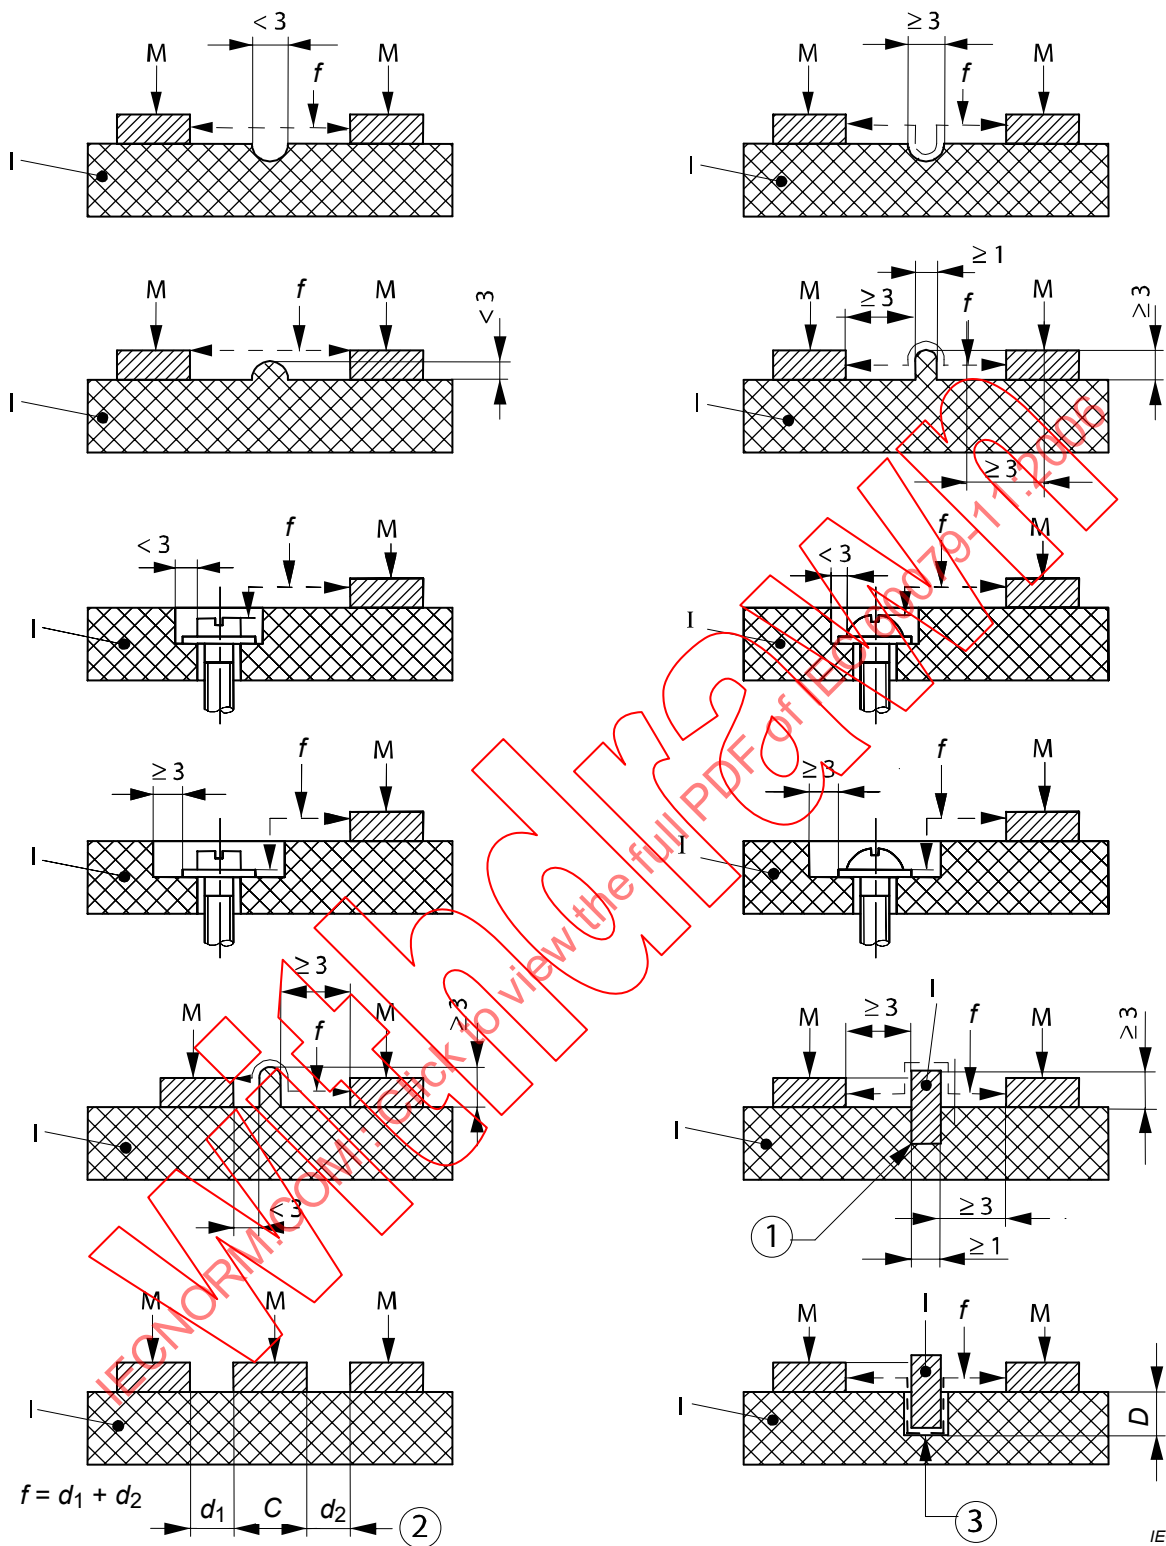 < 3
M
f
M
I
≥ 3
M
f
M
I
M
f
M
< 3
I
≥ 1
M
≥ 3
f
M
≥ 3
I
≥ 3
< 3
f
M
I
< 3
f
M
I
≥ 3
f
M
I
≥ 3
f
M
I
≥ 3
M
f
M
≥ 3
I
< 3
M
≥ 3
I
f
M
≥ 3
I
1
≥ 3
≥ 1
M
M
M
I
f = d1 + d2
d1
C
d2
2
M
I
f
M
I
D
3
IE
withdrawn
IECNORM.COM: Click to view the full PDF of IEC 60079-11:2006